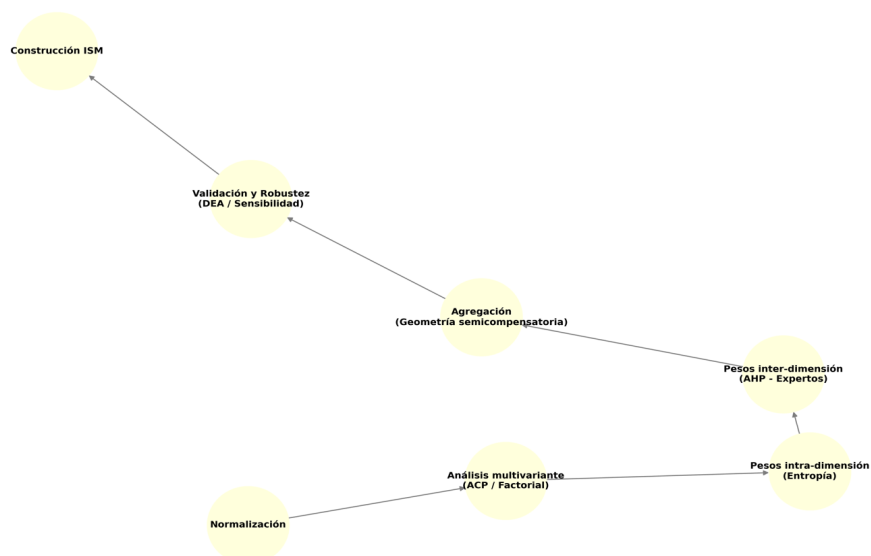 Construcción ISM
Validación y Robustez
(DEA / Sensibilidad)
Agregación
(Geometría semicompensatoria)
Pesos inter-dimensión
(AHP - Expertos)
Pesos intra-dimensión
(Entropía)
Análisis multivariante
(ACP / Factorial)
Normalización